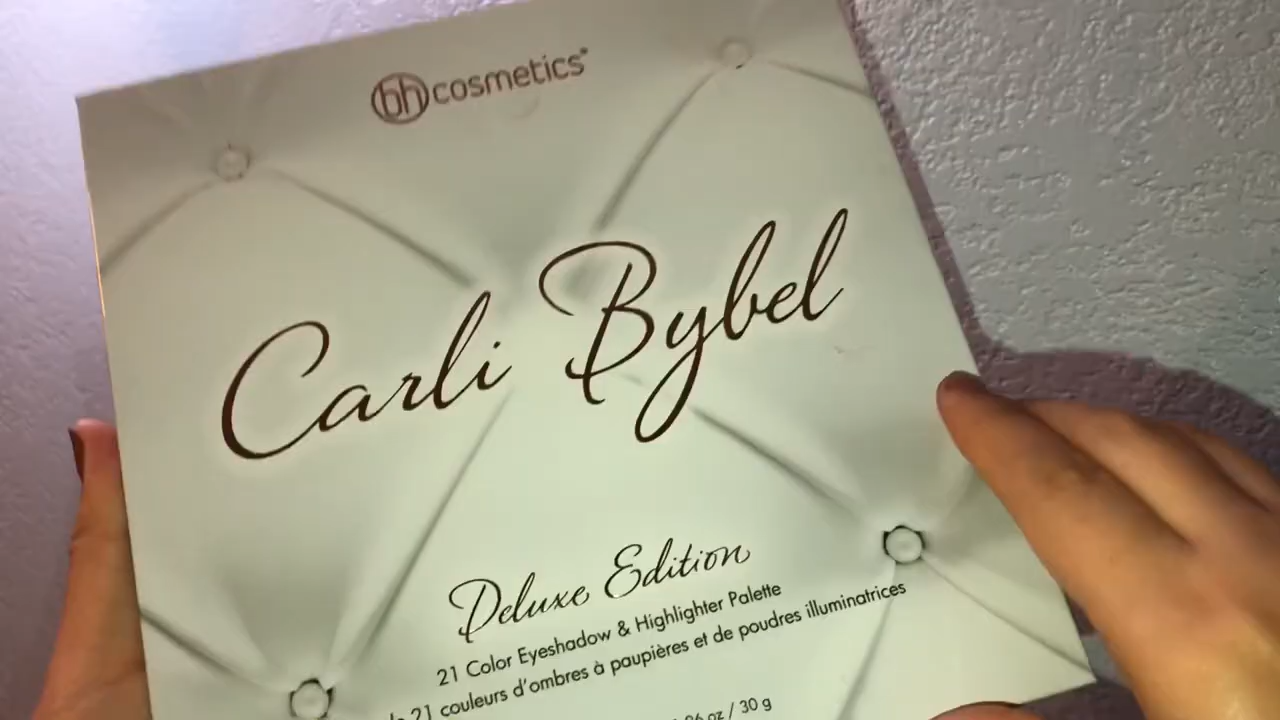 bh cosmetics®
Carli Bybel
Deluxe Edition
21 Color Eyeshadow & Highlighter Palette
21 couleurs d'ombres à paupières et de poudres illuminatrices
oz / 30 g